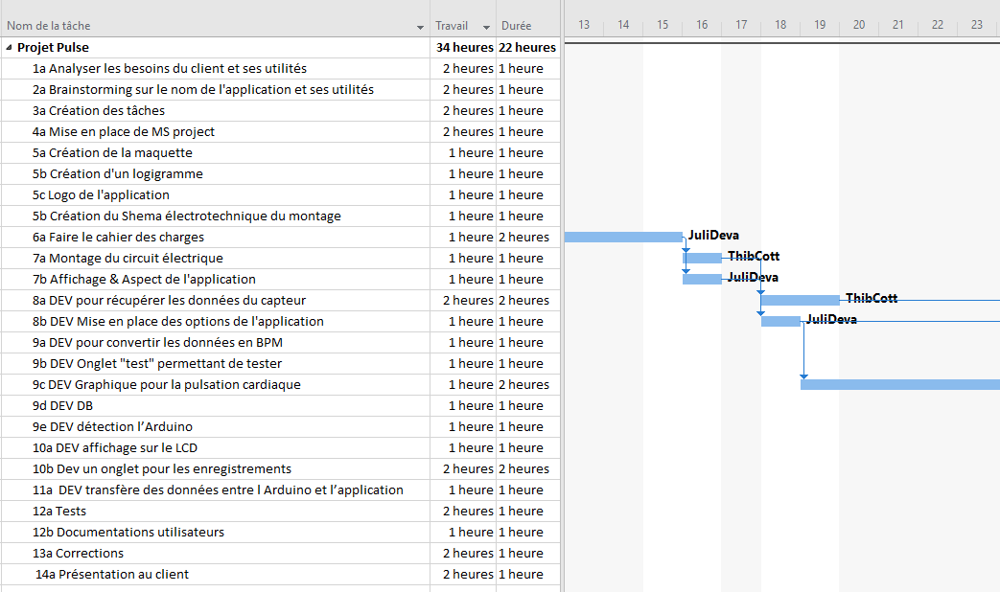 Nom de la tâche Travail Durée 13 14 15 16 17 18 19 20 21 22 23
Projet Pulse 34 heures 22 heures
1a Analyser les besoins du client et ses utilités 2 heures 1 heure
2a Brainstorming sur le nom de l'application et ses utilités 2 heures 1 heure
3a Création des tâches 2 heures 1 heure
4a Mise en place de MS project 2 heures 1 heure
5a Création de la maquette 1 heure 1 heure
5b Création d'un logigramme 1 heure 1 heure
5c Logo de l'application 1 heure 1 heure
5b Création du Shema électrotechnique du montage 1 heure 1 heure
6a Faire le cahier des charges 1 heure 2 heures JuliDeva
7a Montage du circuit électrique 1 heure 1 heure ThibCott
7b Affichage & Aspect de l'application 1 heure 1 heure JuliDeva
8a DEV pour récupérer les données du capteur 2 heures 2 heures ThibCott
8b DEV Mise en place des options de l'application 1 heure 1 heure JuliDeva
9a DEV pour convertir les données en BPM 1 heure 1 heure
9b DEV Onglet "test" permettant de tester 1 heure 1 heure
9c DEV Graphique pour la pulsation cardiaque 1 heure 2 heures
9d DEV DB 1 heure 1 heure
9e DEV détection l’Arduino 1 heure 1 heure
10a DEV affichage sur le LCD 1 heure 1 heure
10b Dev un onglet pour les enregistrements 2 heures 2 heures
11a DEV transfère des données entre l Arduino et l’application 1 heure 1 heure
12a Tests 2 heures 1 heure
12b Documentations utilisateurs 1 heure 1 heure
13a Corrections 2 heures 1 heure
14a Présentation au client 2 heures 1 heure